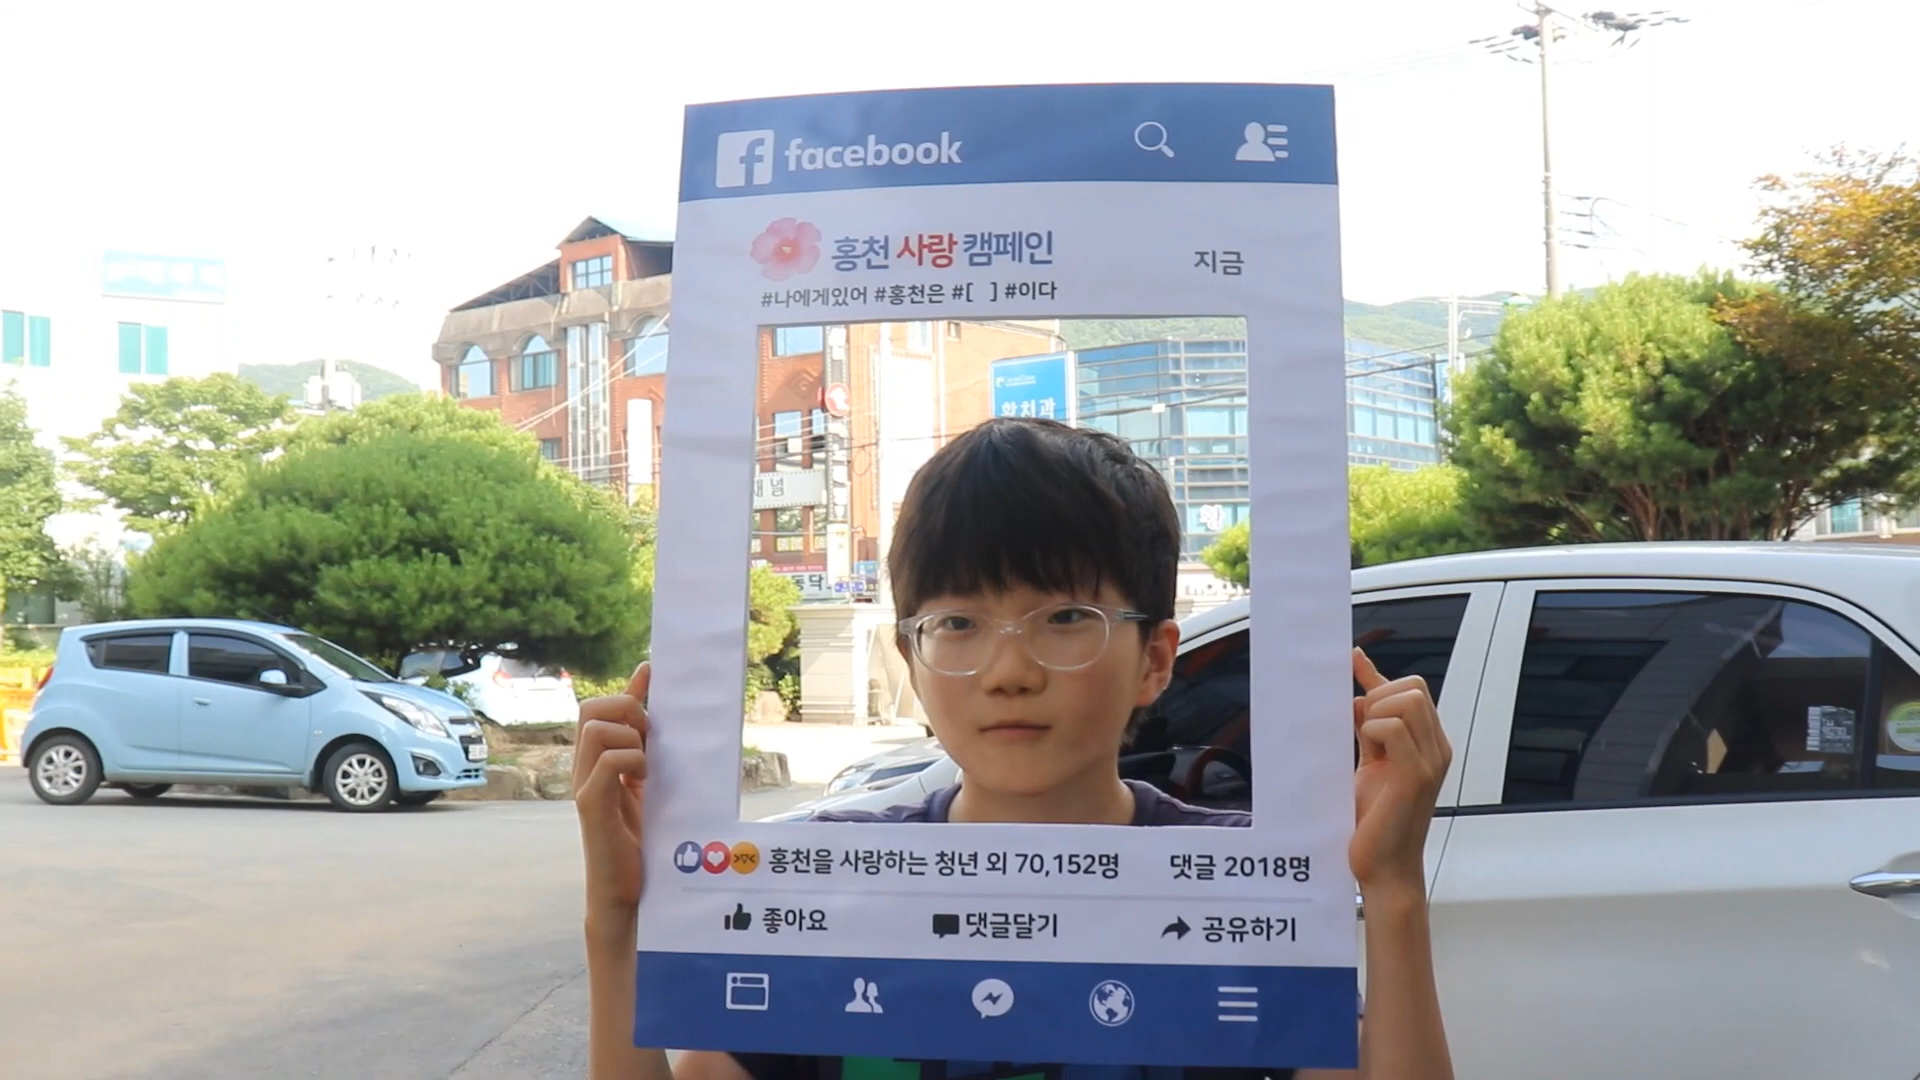 facebook
홍천 사랑 캠페인
지금
#나에게있어 #홍천은 #[ ] #이다
홍천을 사랑하는 청년 외 70,152명
댓글 2018명
좋아요
댓글달기
공유하기